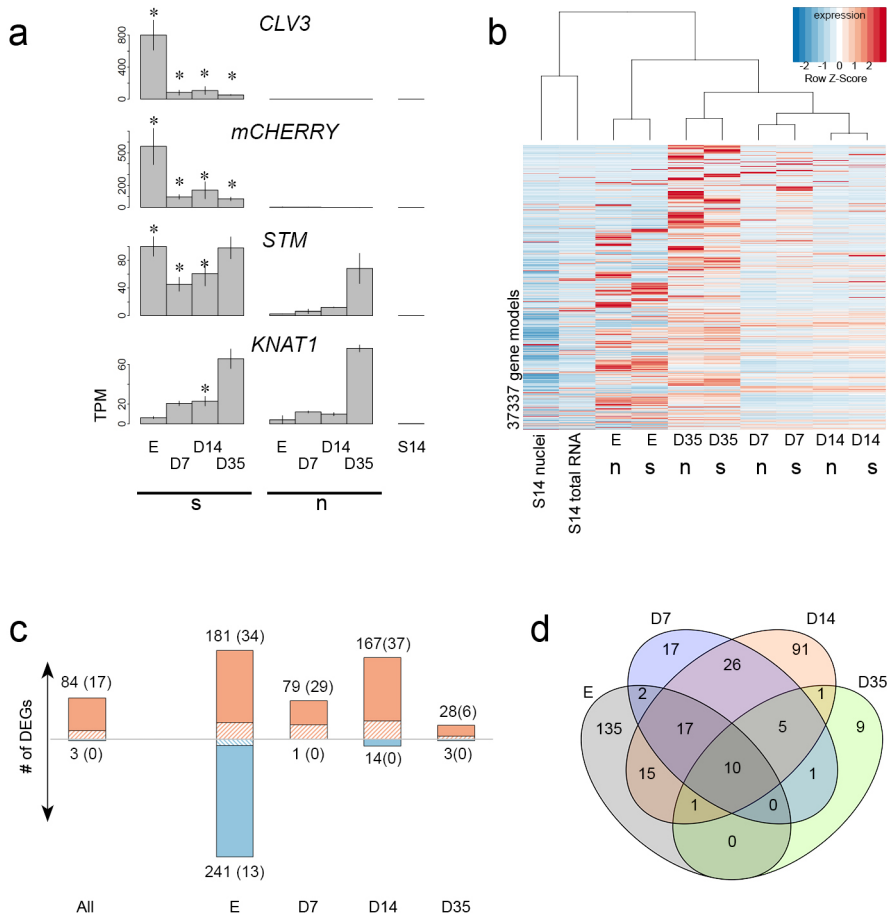 a
CLV3
*
* * *
800
400
0
mCHERRY
*
* * *
500
200
0
STM
*
* *
80
40
0
KNAT1
*
60
20
0
TPM
E D14 E D14 S14
D7 D35 D7 D35
s n
b
expression
-2 -1 0 1 2
Row Z-Score
37337 gene models
S14 nuclei
S14 total RNA
E E D35 D35 D7 D7 D14 D14
n s n s n s n s
c
# of DEGs
84 (17)
3 (0)
181 (34)
241 (13)
79 (29)
1 (0)
167(37)
14(0)
28(6)
3(0)
All E D7 D14 D35
d
D7 D14
E D35
17 26 91
2 1
135 17 5 9
15 10 1
1 0
0